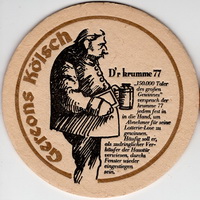 Gereons Kölsch
D'r krumme 77
„150.000 Taler
des großen
Gewinns"
versprach der
krumme 77
jedem fest in
in die Hand, um
Abnehmer für seine
Lotterie-Lose zu
gewinnen.
Häufig soll er,
als zudringlicher Ver-
käufer der Haustür
verwiesen, durchs
Fenster wieder
eingestiegen
sein.